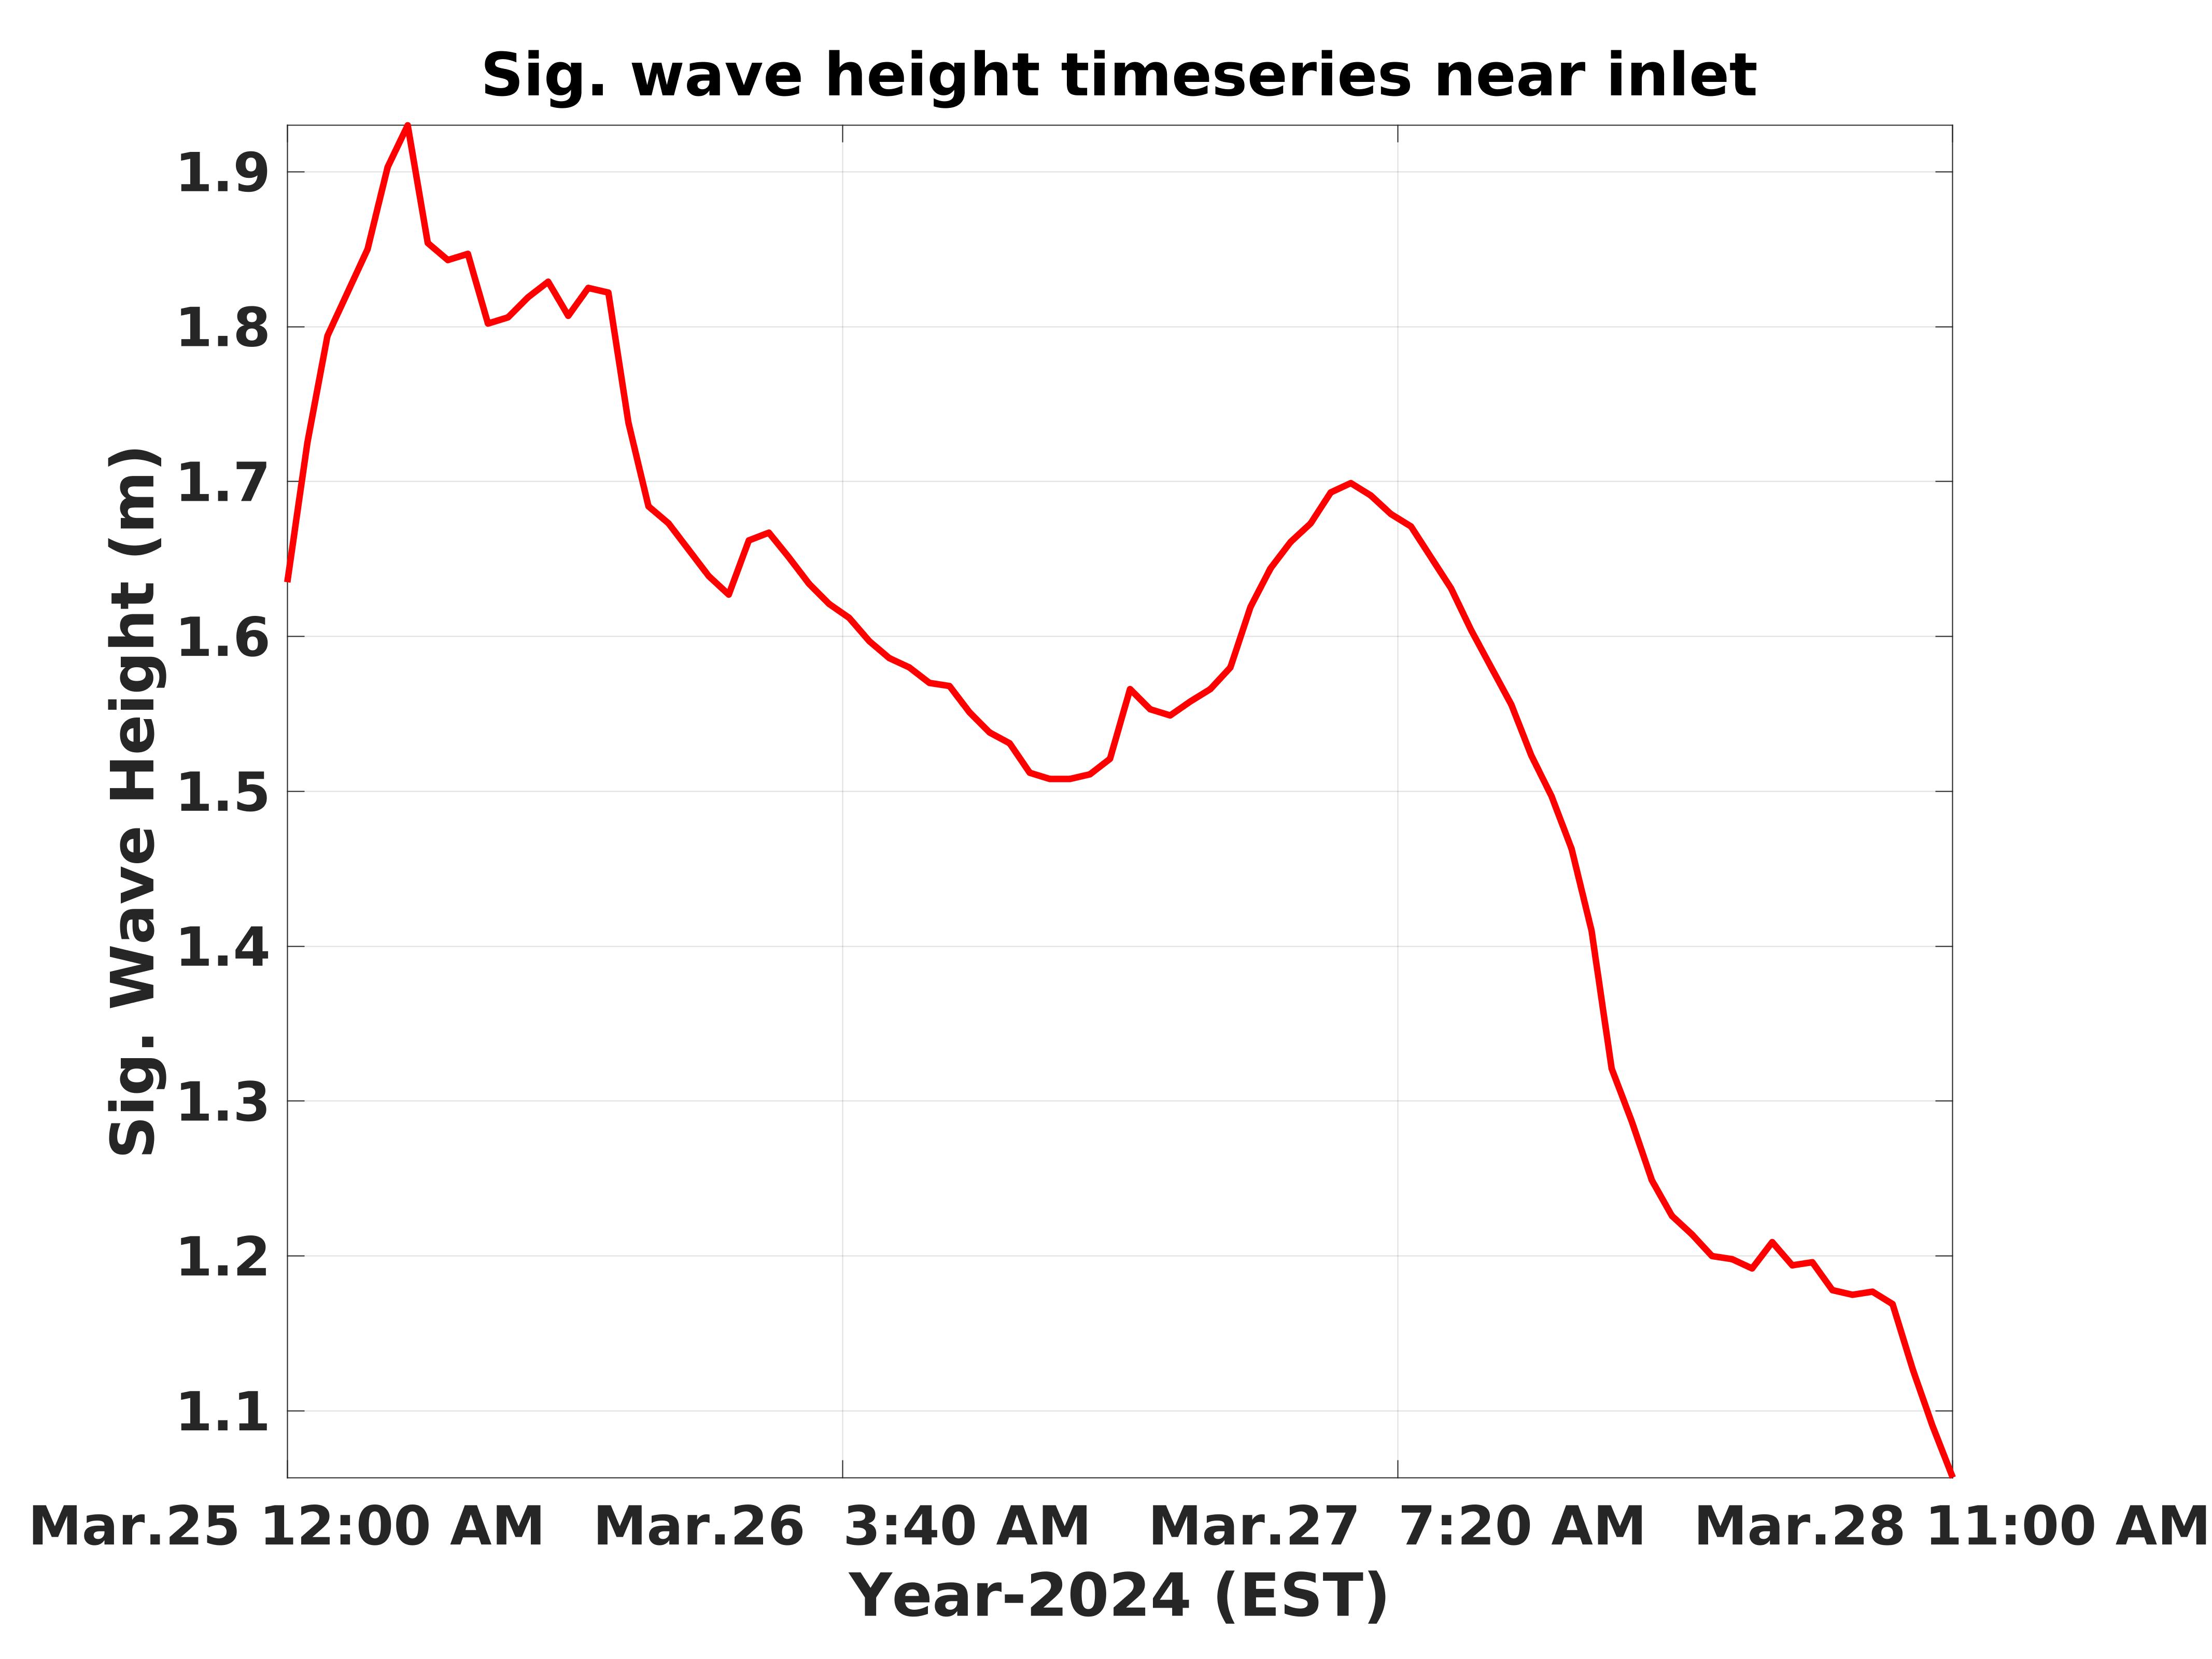 Sig. wave height timeseries near inlet
Sig. Wave Height (m)
1.9
1.8
1.7
1.6
1.5
1.4
1.3
1.2
1.1
Mar.25 12:00 AM Mar.26 3:40 AM Mar.27 7:20 AM Mar.28 11:00 AM
Year-2024 (EST)